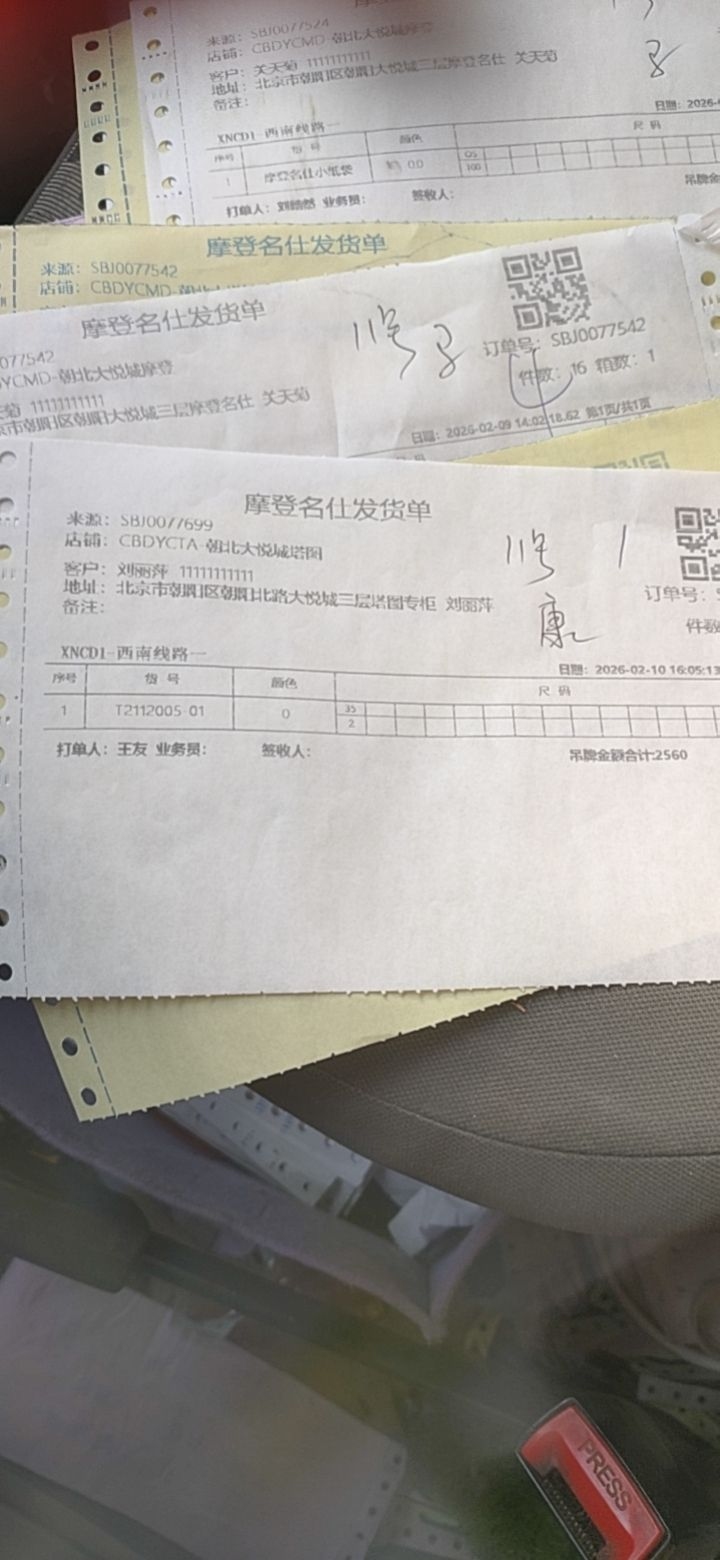 来源：SBJ0077524
店铺：CBDYCMD-朝北大悦城摩登
客户：关天菊 11111111111
地址：北京市朝阳区朝阳大悦城三层摩登名仕 关天菊
备注：
日期：2026-
XNCD1-西南线路一
序号 货 号 颜色 尺 码
1 摩登名仕小纸袋 00 100
打单人：刘皓然 业务员： 签收人： 吊牌金
摩登名仕发货单
来源：SBJ0077542
店铺：CBDYCMD-朝北
摩登名仕发货单
11号
077542
订单号：SBJ0077542
YCMD-朝北大悦城摩登
件数：16 箱数：1
天菊 11111111111
京市朝阳区朝阳大悦城三层摩登名仕 关天菊
日期：2026-02-09 14:02:18.62 第1页/共1页
摩登名仕发货单
来源：SBJ0077699
店铺：CBDYCTA-朝北大悦城塔图
11号 1
客户：刘丽萍 11111111111
订单号：S
地址：北京市朝阳区朝阳北路大悦城三层塔图专柜 刘丽萍
康
备注：
件数
XNCD1-西南线路一
日期：2026-02-10 16:05:13
序号 货 号 颜色 尺 码
1 T2112005-01 0 35
2
打单人：王友 业务员： 签收人： 吊牌金额合计:2560
PRESS